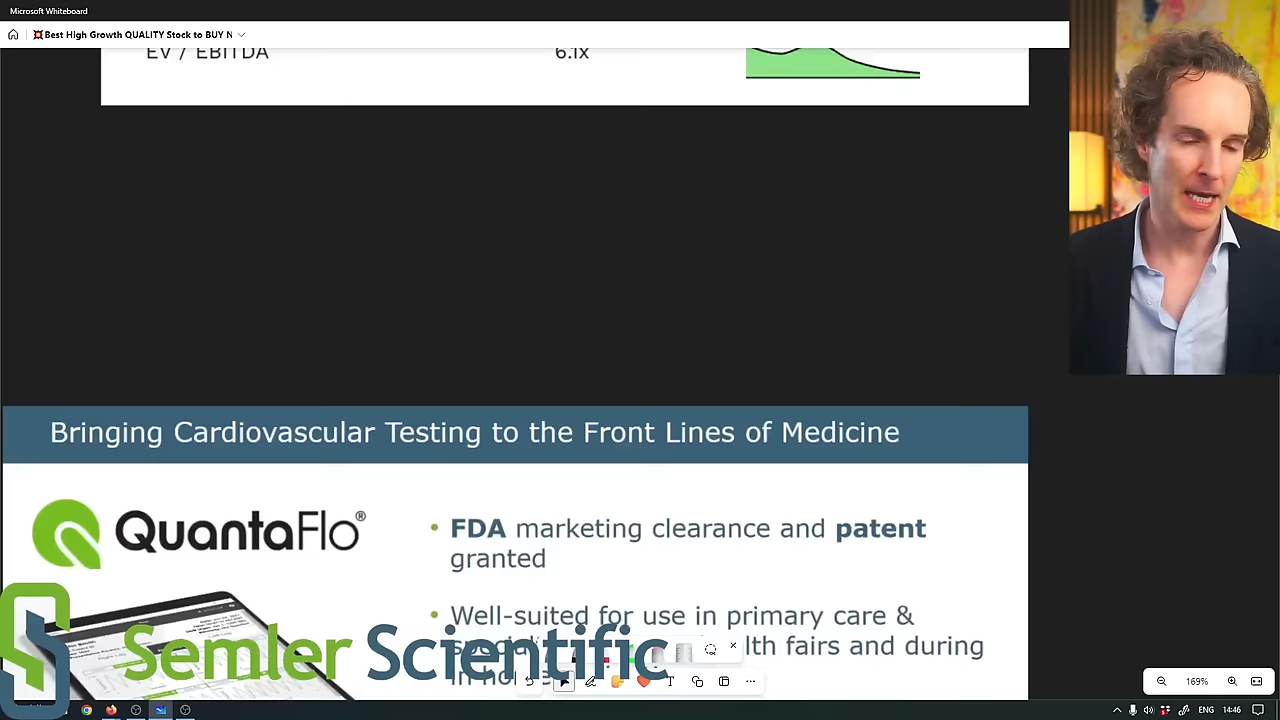 Microsoft Whiteboard
💥Best High Growth QUALITY Stock to BUY N
EV / EBITDA
6.1x
Bringing Cardiovascular Testing to the Front Lines of Medicine
QuantaFlo®
• FDA marketing clearance and patent
granted
• Well-suited for use in primary care &
lth fairs and during
Semler Scientific
T
169%
ENG
14:46